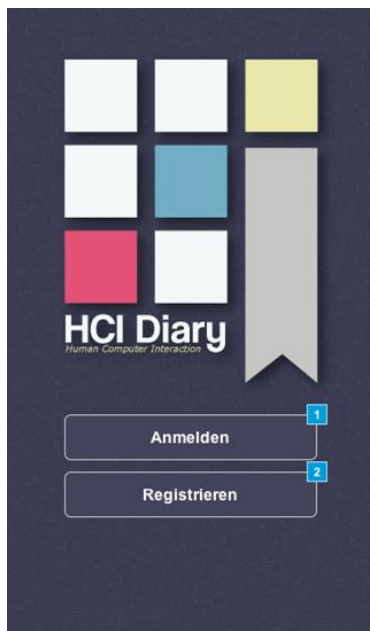 HCI Diary
Human Computer Interaction
1
Anmelden
2
Registrieren